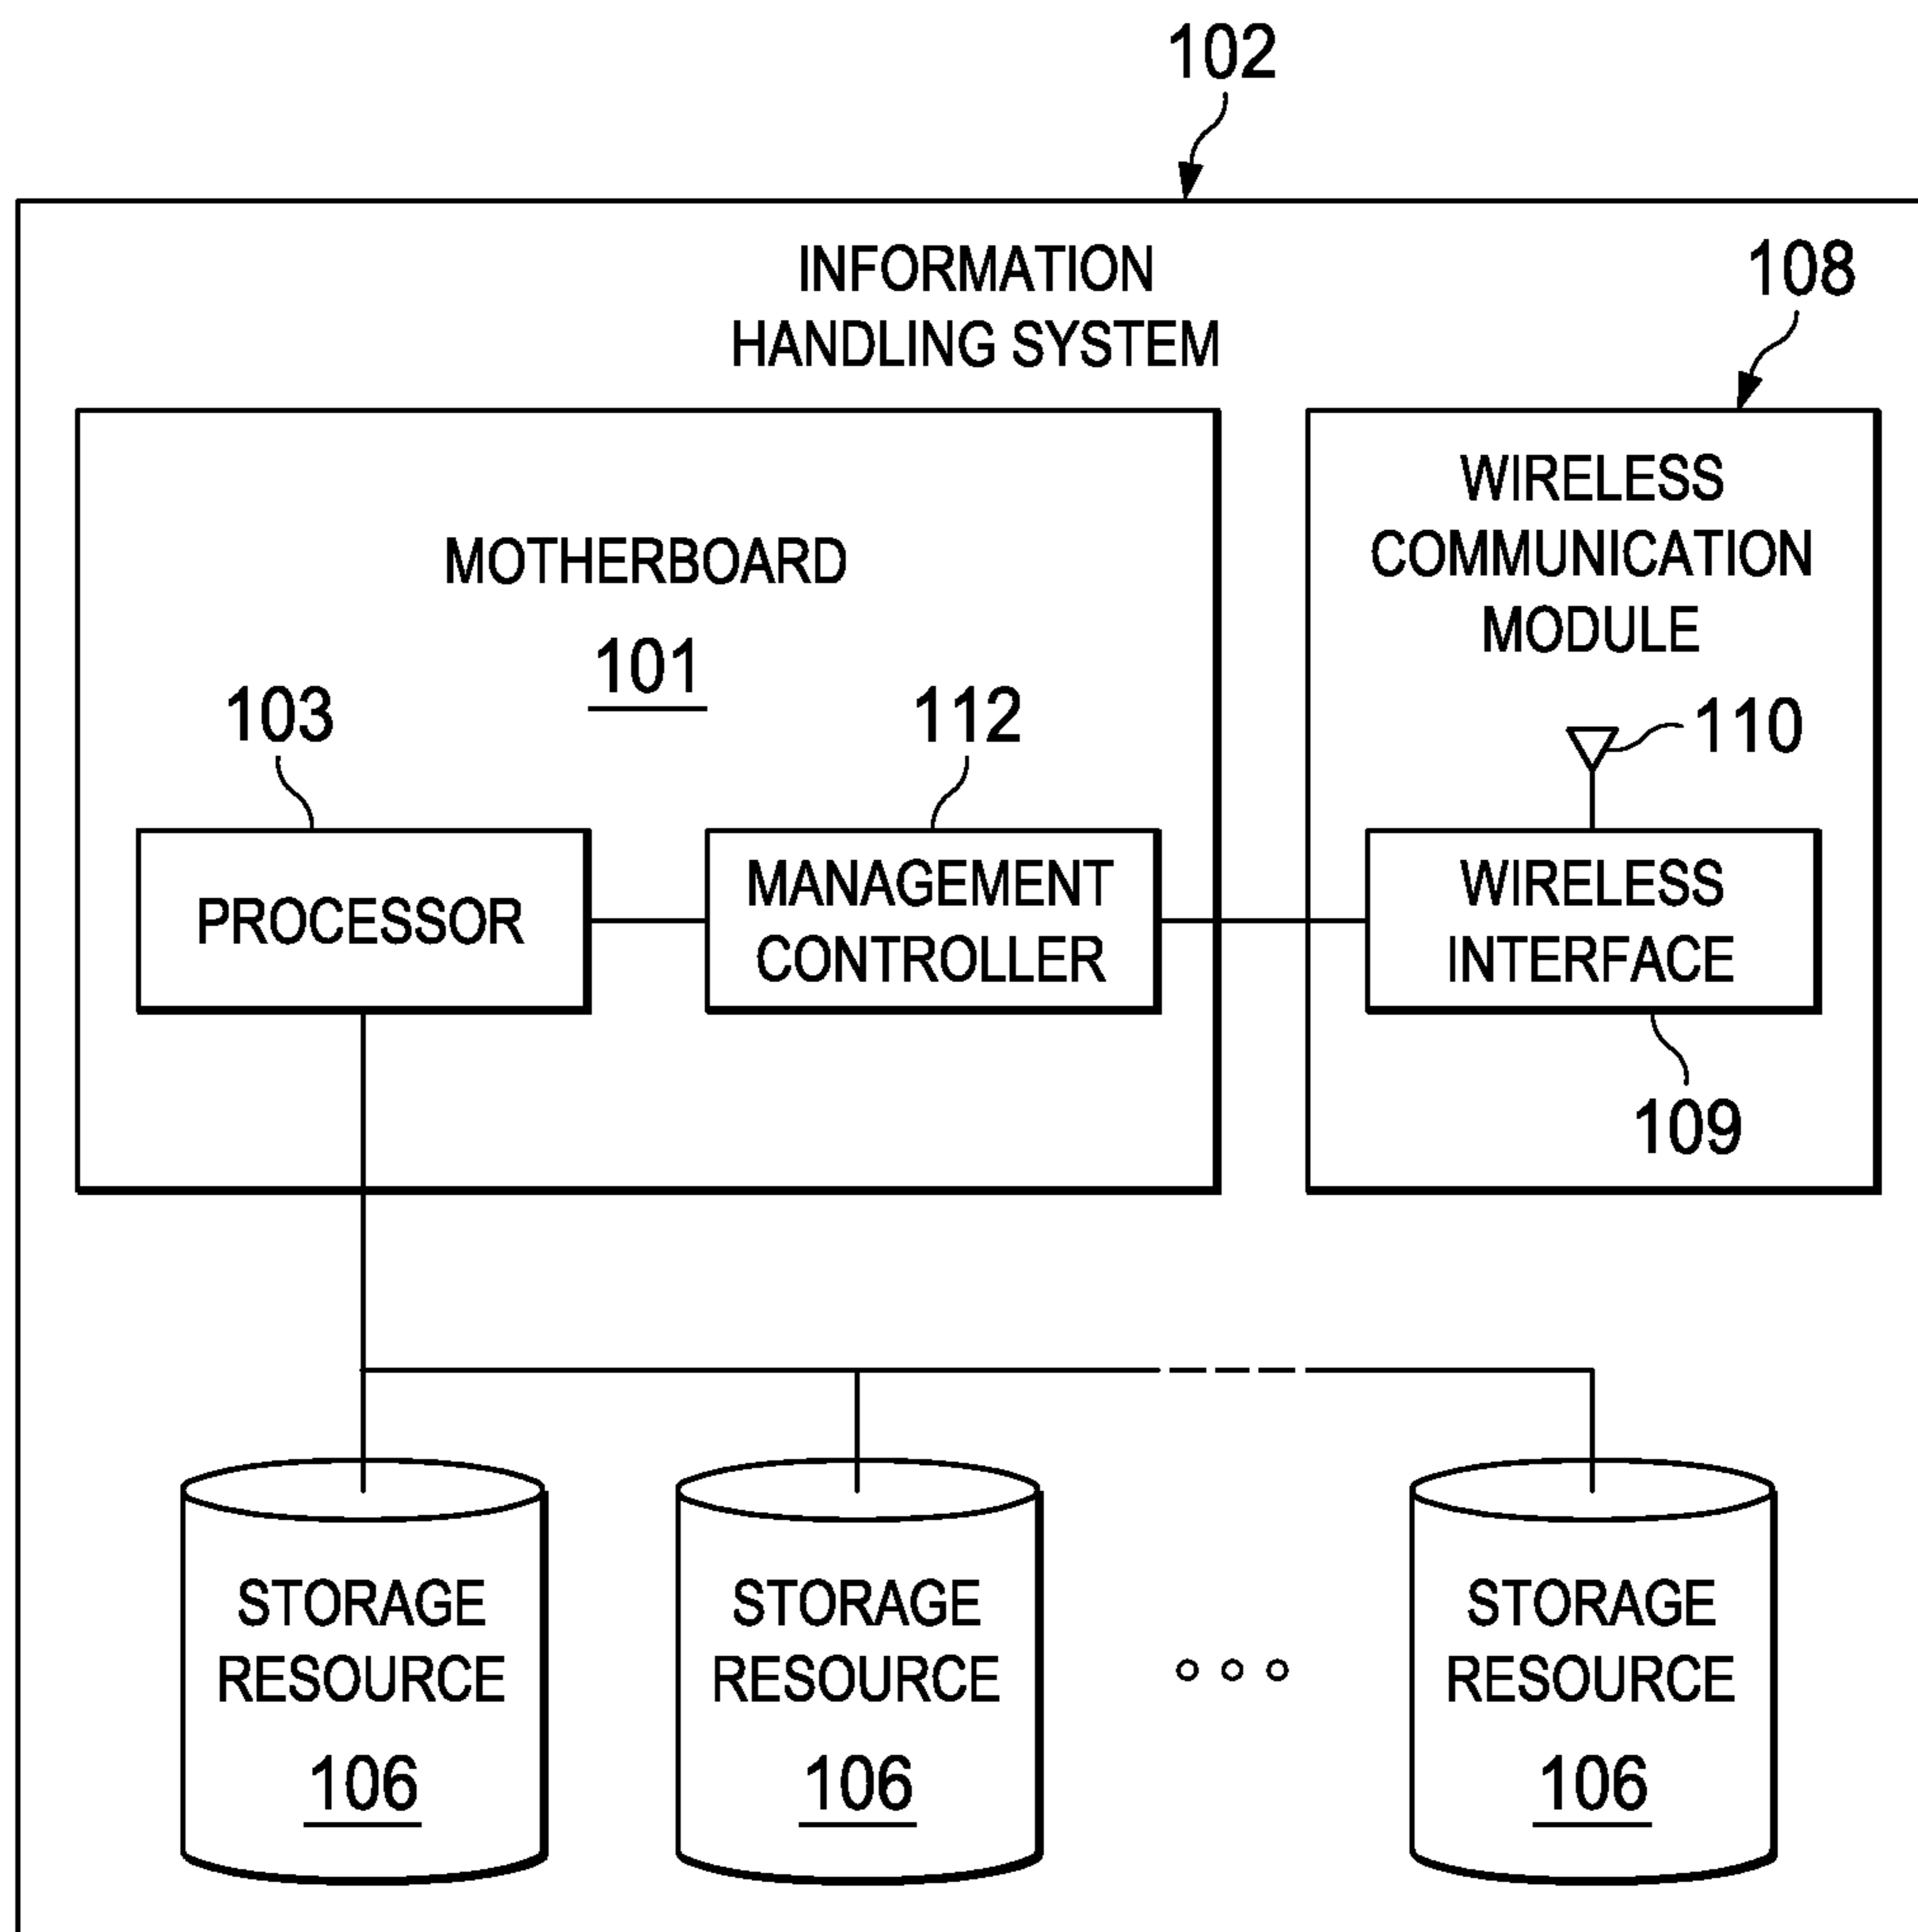 102
INFORMATION
HANDLING SYSTEM
108
MOTHERBOARD
101
WIRELESS
COMMUNICATION
MODULE
103
112
110
PROCESSOR
MANAGEMENT
CONTROLLER
WIRELESS
INTERFACE
109
STORAGE
RESOURCE
106
STORAGE
RESOURCE
106
STORAGE
RESOURCE
106